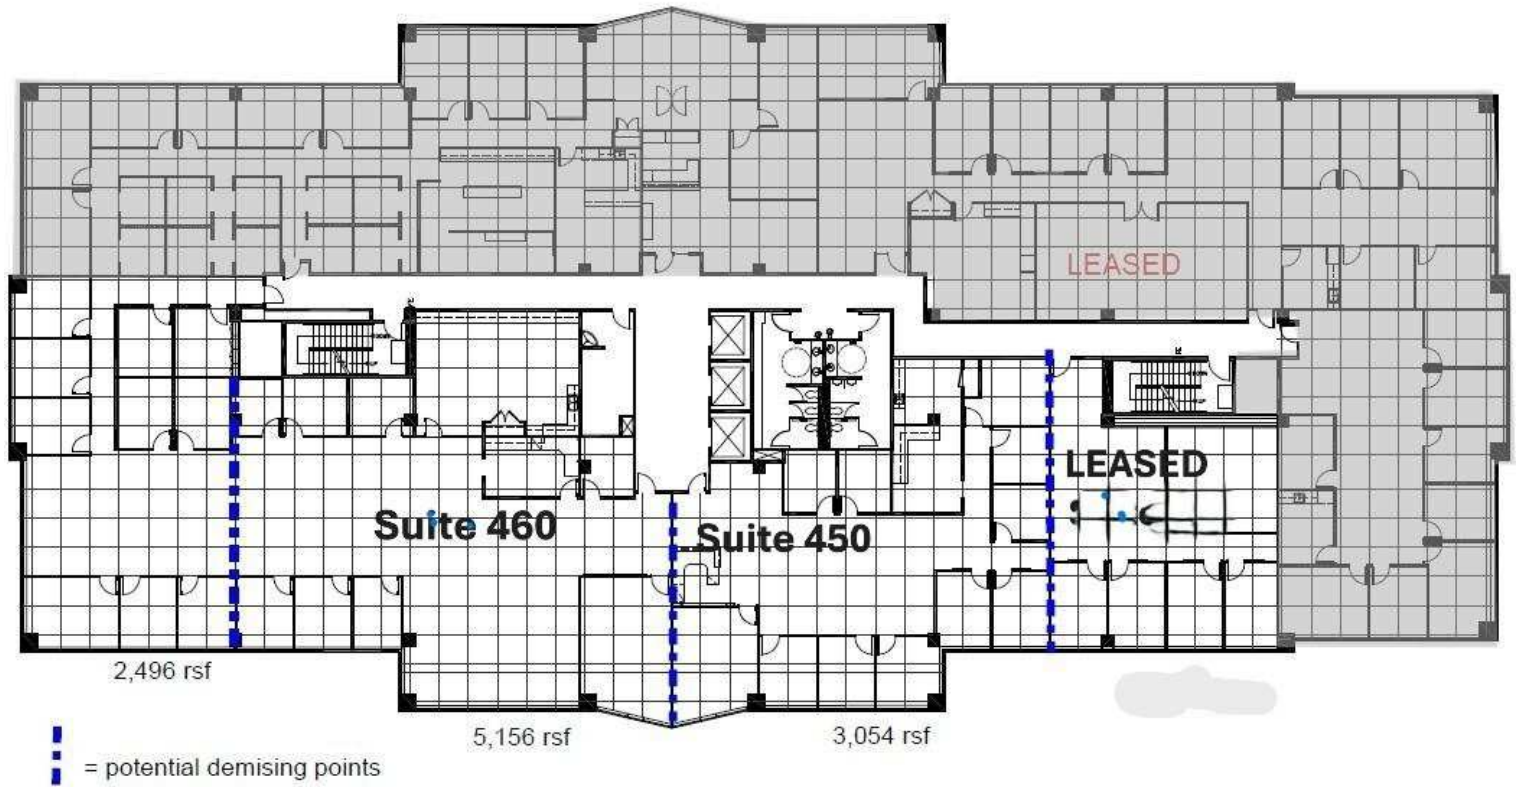 LEASED
LEASED
Suite 460
Suite 450
2,496 rsf
5,156 rsf
3,054 rsf
= potential demising points